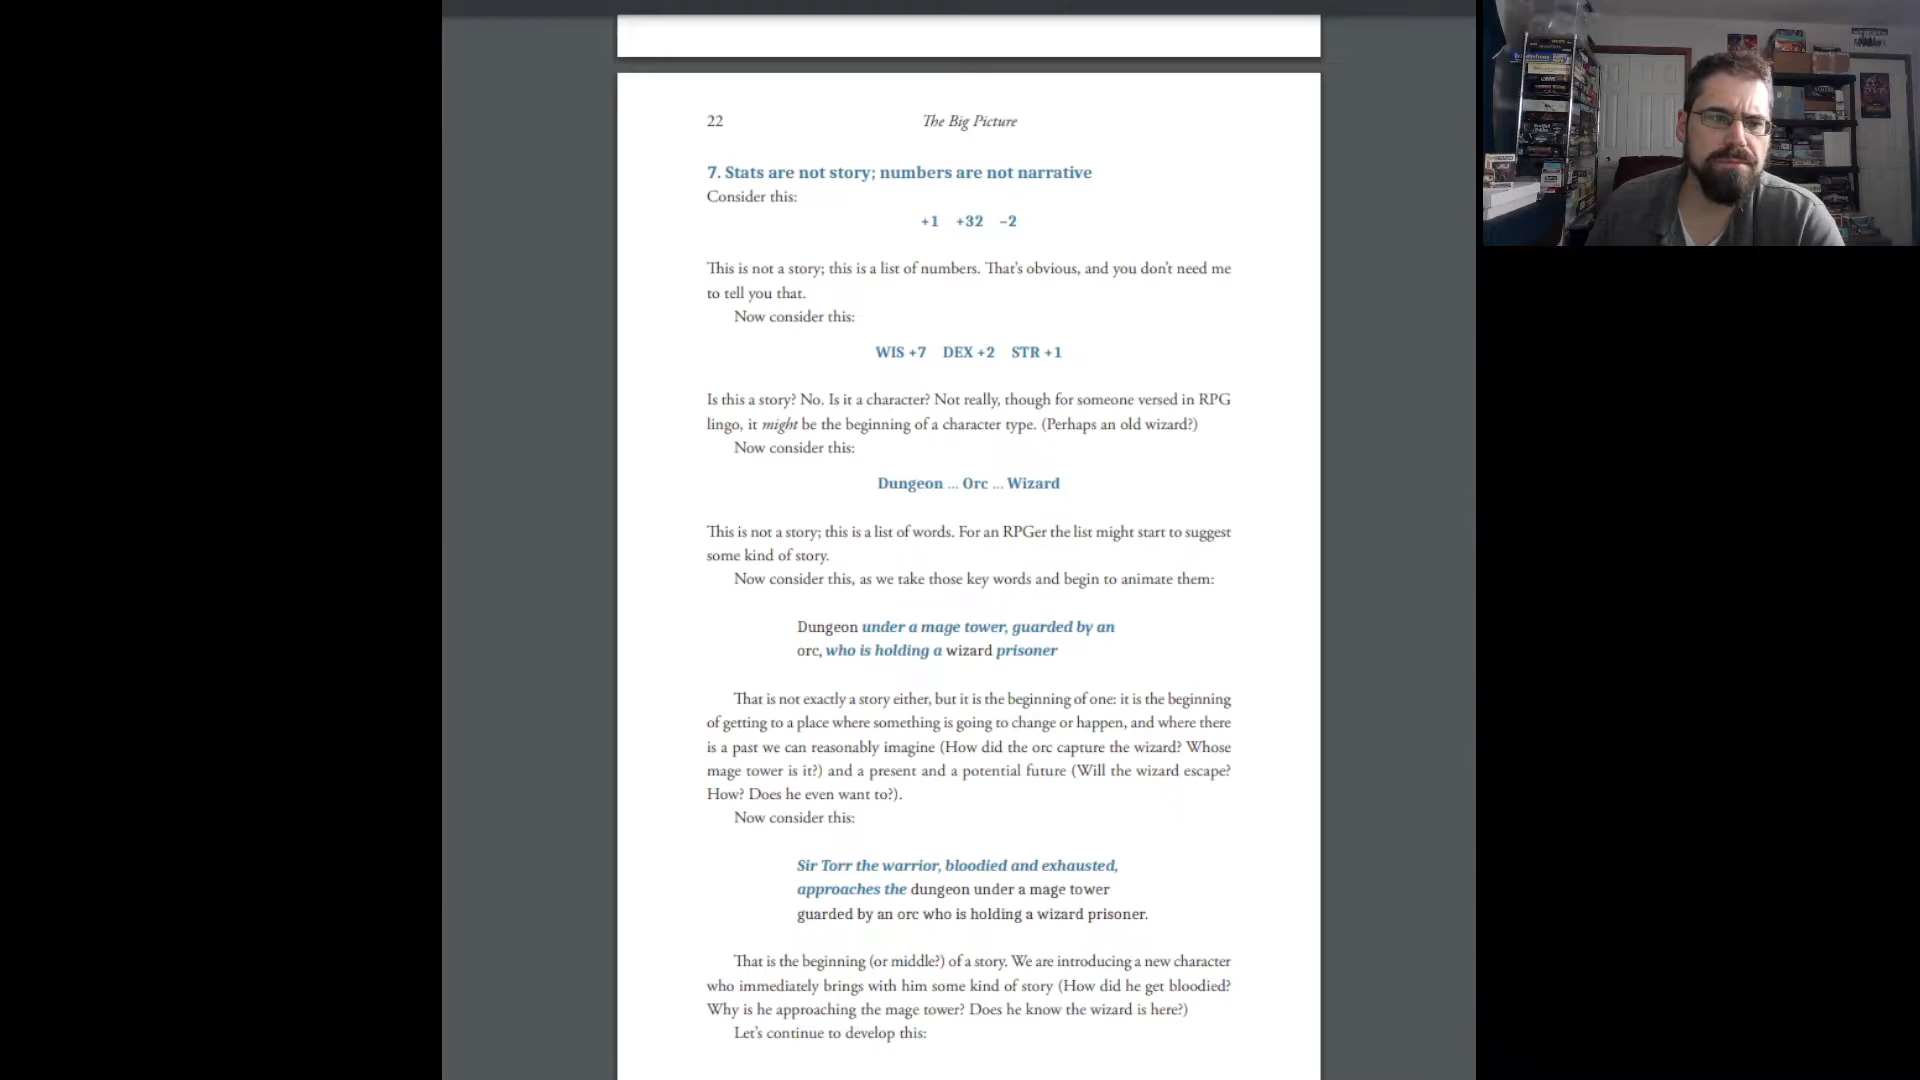 22
The Big Picture
7. Stats are not story; numbers are not narrative
Consider this:
+1 +32 –2
This is not a story; this is a list of numbers. That's obvious, and you don't need me
to tell you that.
Now consider this:
WIS +7 DEX +2 STR +1
Is this a story? No. Is it a character? Not really, though for someone versed in RPG
lingo, it might be the beginning of a character type. (Perhaps an old wizard?)
Now consider this:
Dungeon ... Orc ... Wizard
This is not a story; this is a list of words. For an RPGer the list might start to suggest
some kind of story.
Now consider this, as we take those key words and begin to animate them:
Dungeon under a mage tower, guarded by an
orc, who is holding a wizard prisoner
That is not exactly a story either, but it is the beginning of one: it is the beginning
of getting to a place where something is going to change or happen, and where there
is a past we can reasonably imagine (How did the orc capture the wizard? Whose
mage tower is it?) and a present and a potential future (Will the wizard escape?
How? Does he even want to?).
Now consider this:
Sir Torr the warrior, bloodied and exhausted,
approaches the dungeon under a mage tower
guarded by an orc who is holding a wizard prisoner.
That is the beginning (or middle?) of a story. We are introducing a new character
who immediately brings with him some kind of story (How did he get bloodied?
Why is he approaching the mage tower? Does he know the wizard is here?)
Let's continue to develop this: